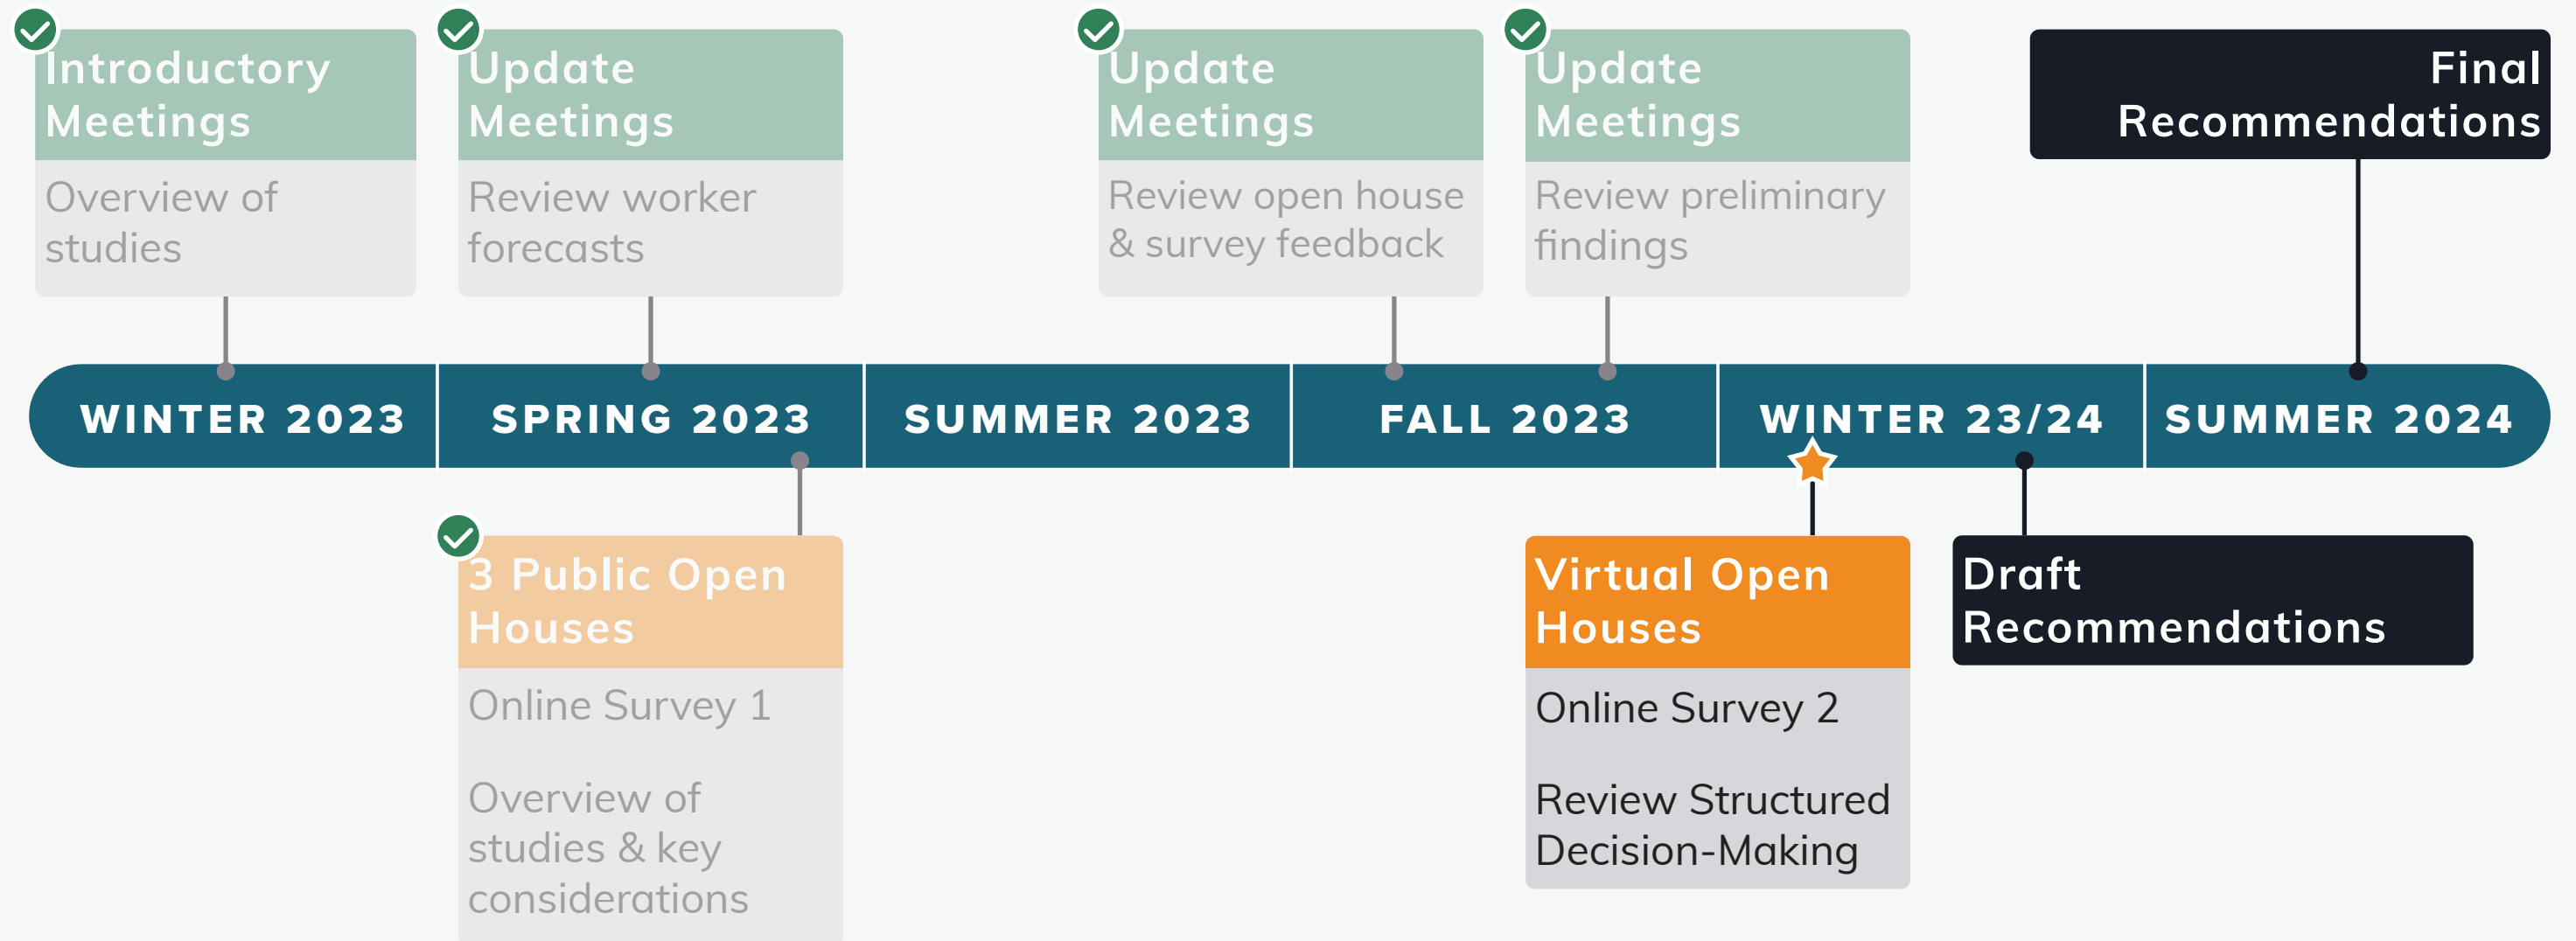 Introductory
Meetings
Overview of
studies
Update
Meetings
Review worker
forecasts
Update
Meetings
Review open house
& survey feedback
Update
Meetings
Review preliminary
findings
Final
Recommendations
WINTER 2023
SPRING 2023
SUMMER 2023
FALL 2023
WINTER 23/24
SUMMER 2024
3 Public Open
Houses
Online Survey 1
Overview of
studies & key
considerations
Virtual Open
Houses
Online Survey 2
Review Structured
Decision-Making
Draft
Recommendations